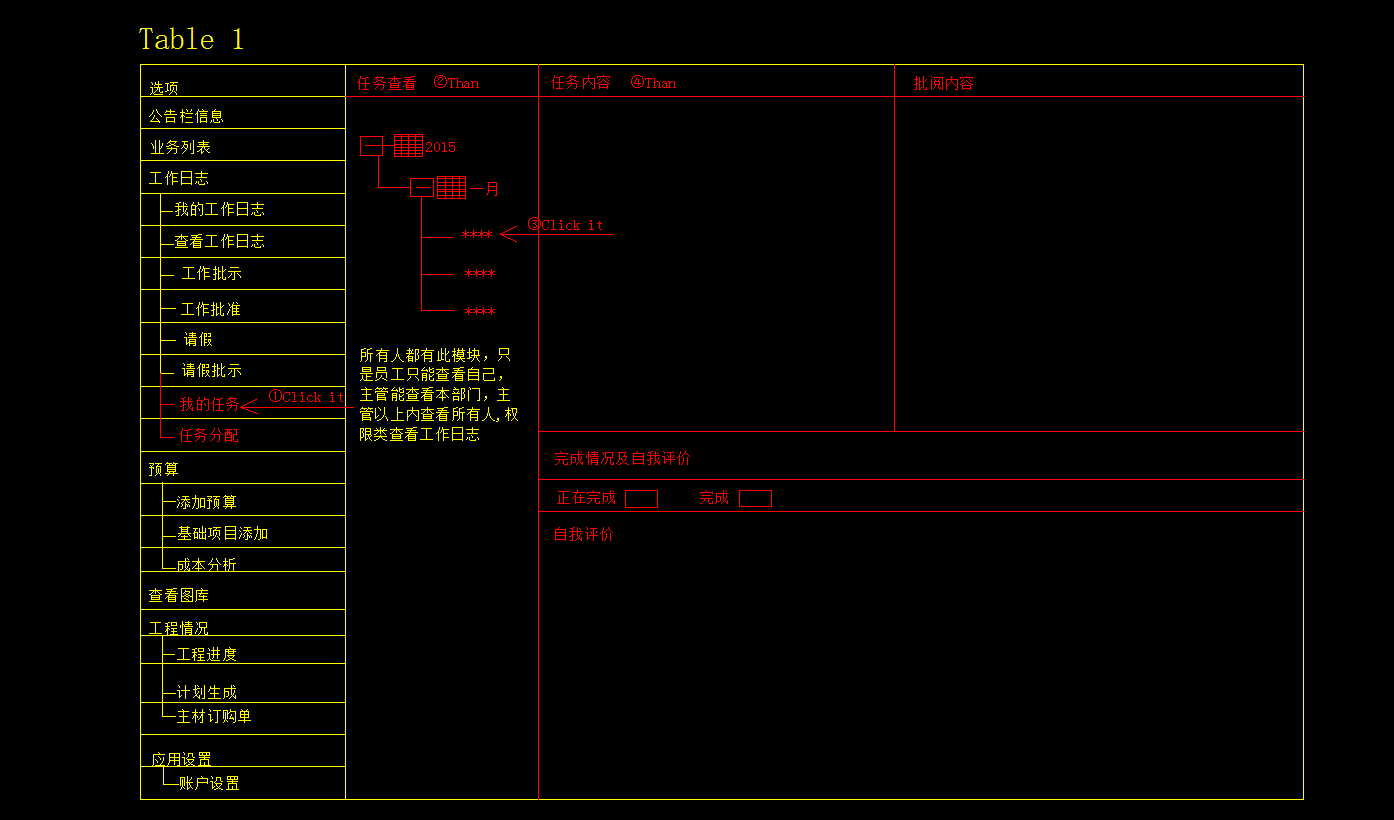 Table 1
选项
任务查看 ②Than
任务内容 ④Than
批阅内容
公告栏信息
业务列表
工作日志
我的工作日志
查看工作日志
工作批示
工作批准
请假
请假批示
我的任务
①Click it
任务分配
预算
添加预算
基础项目添加
成本分析
查看图库
工程情况
工程进度
计划生成
主材订购单
应用设置
账户设置
2015
一月
****
③Click it
****
****
所有人都有此模块，只
是员工只能查看自己，
主管能查看本部门，主
管以上内查看所有人,权
限类查看工作日志
完成情况及自我评价
正在完成
完成
自我评价